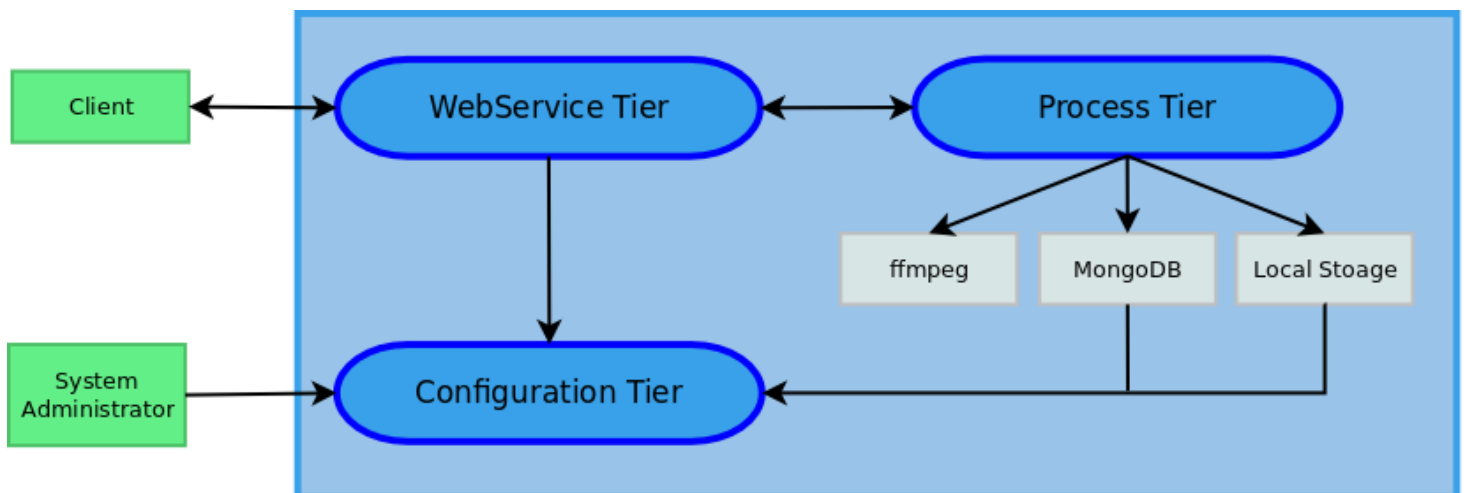 Client
WebService Tier
Process Tier
ffmpeg
MongoDB
Local Stoage
System
Administrator
Configuration Tier